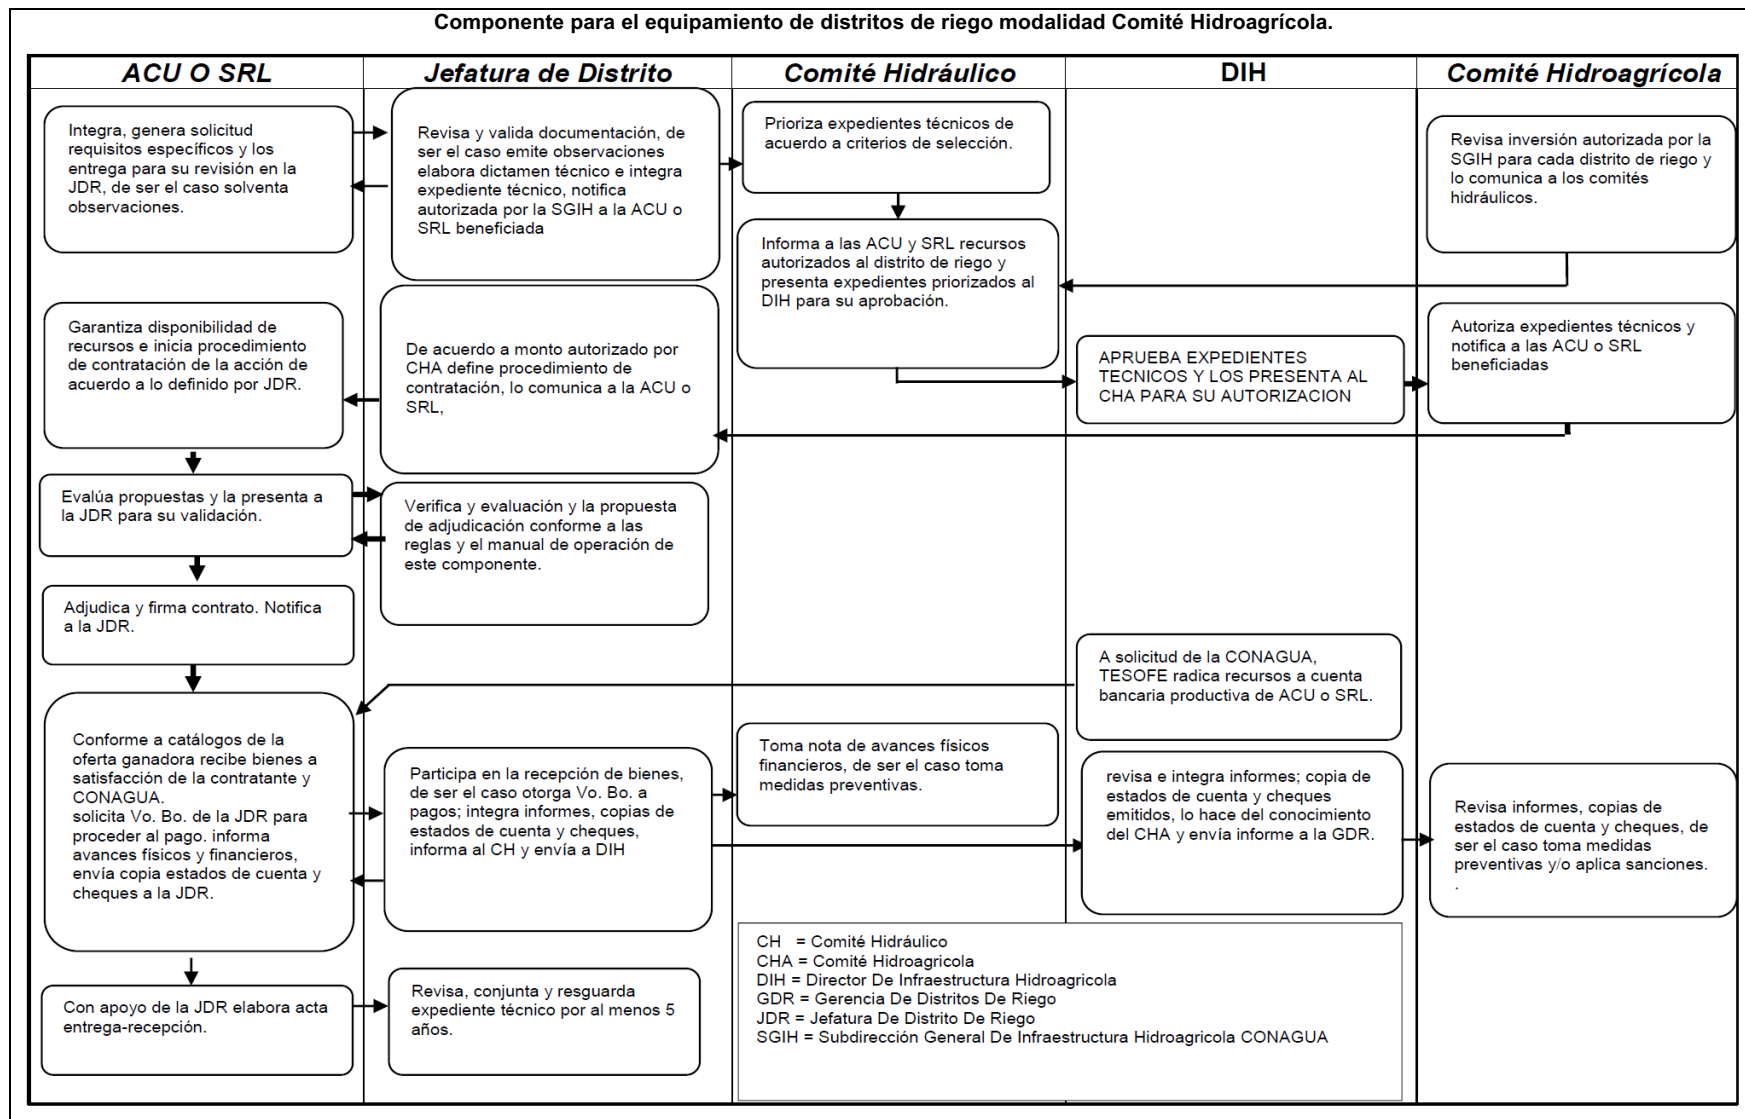 Componente para el equipamiento de distritos de riego modalidad Comité Hidroagrícola.
ACU O SRL
Jefatura de Distrito
Comité Hidráulico
DIH
Comité Hidroagrícola
Integra, genera solicitud
requisitos específicos y los
entrega para su revisión en la
JDR, de ser el caso solventa
observaciones.
Revisa y valida documentación, de
ser el caso emite observaciones
elabora dictamen técnico e integra
expediente técnico, notifica
autorizada por la SGIH a la ACU o
SRL beneficiada
Prioriza expedientes técnicos de
acuerdo a criterios de selección.
Revisa inversión autorizada por la
SGIH para cada distrito de riego y
lo comunica a los comités
hidráulicos.
Informa a las ACU y SRL recursos
autorizados al distrito de riego y
presenta expedientes priorizados al
DIH para su aprobación.
Garantiza disponibilidad de
recursos e inicia procedimiento
de contratación de la acción de
acuerdo a lo definido por JDR.
De acuerdo a monto autorizado por
CHA define procedimiento de
contratación, lo comunica a la ACU o
SRL,
APRUEBA EXPEDIENTES
TECNICOS Y LOS PRESENTA AL
CHA PARA SU AUTORIZACION
Autoriza expedientes técnicos y
notifica a las ACU o SRL
beneficiadas
Evalúa propuestas y la presenta a
la JDR para su validación.
Verifica y evaluación y la propuesta
de adjudicación conforme a las
reglas y el manual de operación de
este componente.
Adjudica y firma contrato. Notifica
a la JDR.
A solicitud de la CONAGUA,
TESOFE radica recursos a cuenta
bancaria productiva de ACU o SRL.
Conforme a catálogos de la
oferta ganadora recibe bienes a
satisfacción de la contratante y
CONAGUA.
solicita Vo. Bo. de la JDR para
proceder al pago. informa
avances físicos y financieros,
envía copia estados de cuenta y
cheques a la JDR.
Participa en la recepción de bienes,
de ser el caso otorga Vo. Bo. a
pagos; integra informes, copias de
estados de cuenta y cheques,
informa al CH y envía a DIH
Toma nota de avances físicos
financieros, de ser el caso toma
medidas preventivas.
revisa e integra informes; copia de
estados de cuenta y cheques
emitidos, lo hace del conocimiento
del CHA y envía informe a la GDR.
Revisa informes, copias de
estados de cuenta y cheques, de
ser el caso toma medidas
preventivas y/o aplica sanciones.
.
Con apoyo de la JDR elabora acta
entrega-recepción.
Revisa, conjunta y resguarda
expediente técnico por al menos 5
años.
CH = Comité Hidráulico
CHA = Comité Hidroagricola
DIH = Director De Infraestructura Hidroagricola
GDR = Gerencia De Distritos De Riego
JDR = Jefatura De Distrito De Riego
SGIH = Subdirección General De Infraestructura Hidroagricola CONAGUA